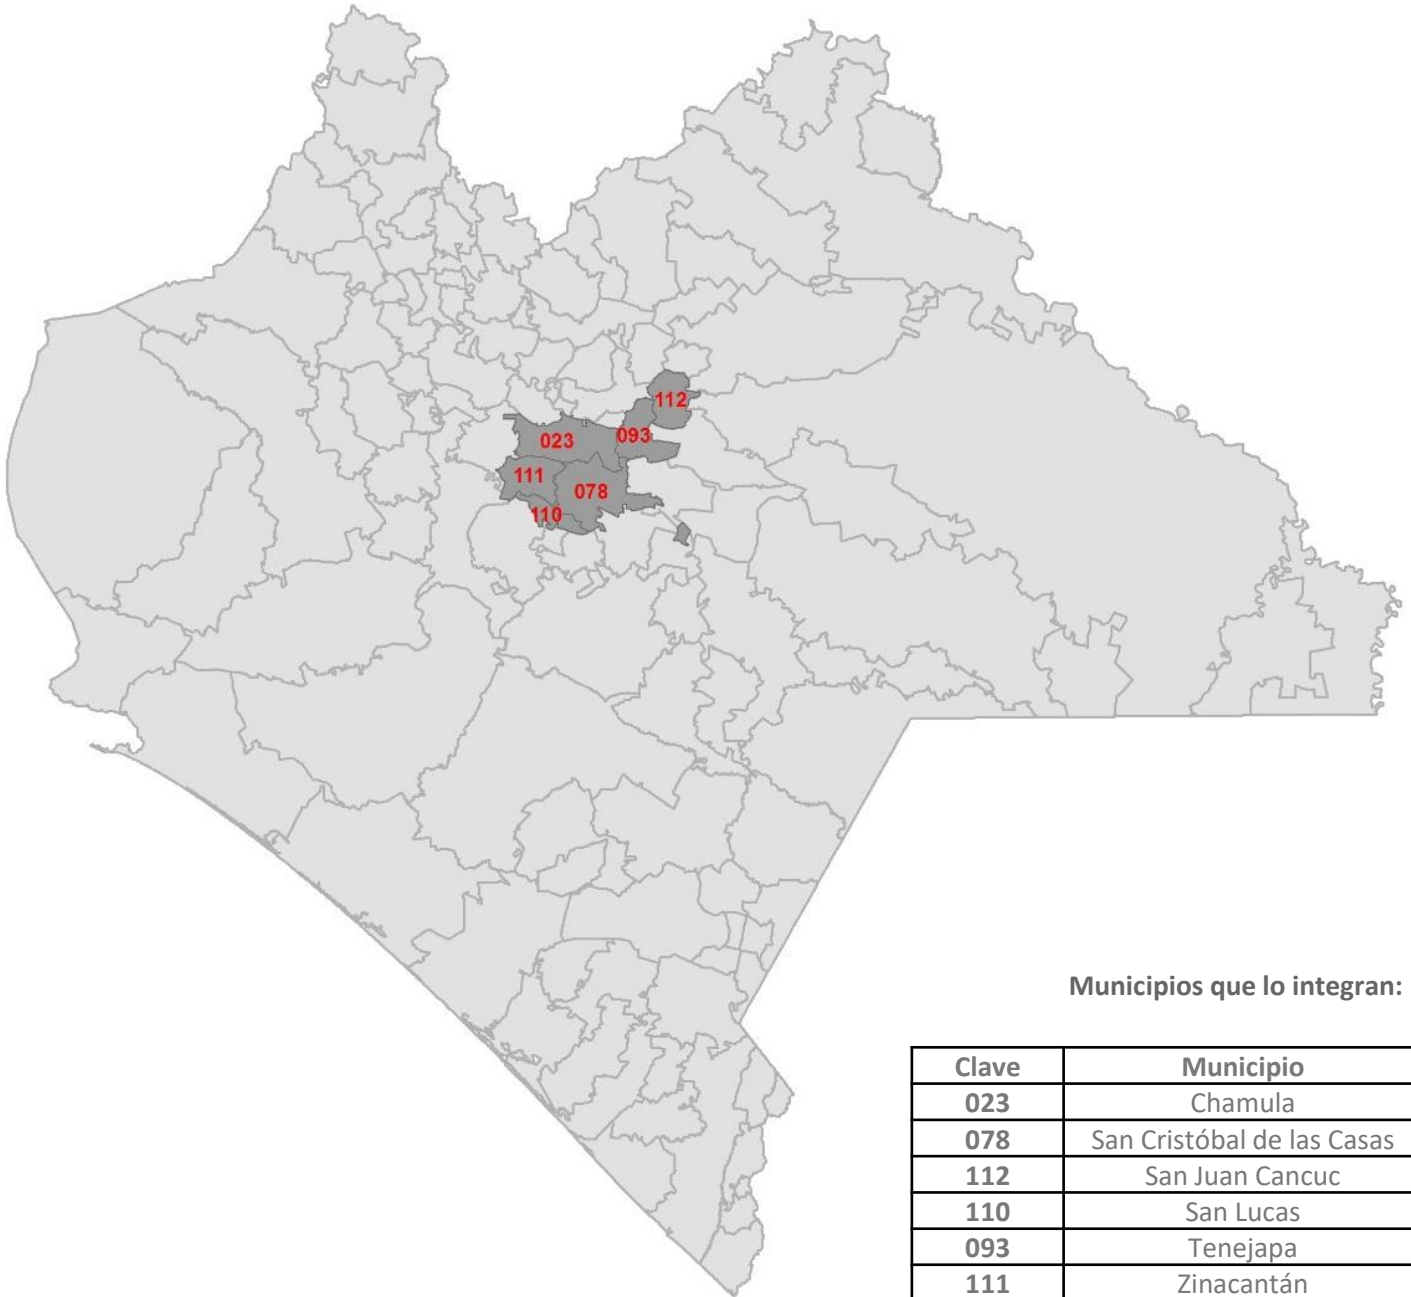 112
023
093
111
078
110
Municipios que lo integran:
Clave Municipio
023 Chamula
078 San Cristóbal de las Casas
112 San Juan Cancuc
110 San Lucas
093 Tenejapa
111 Zinacantán